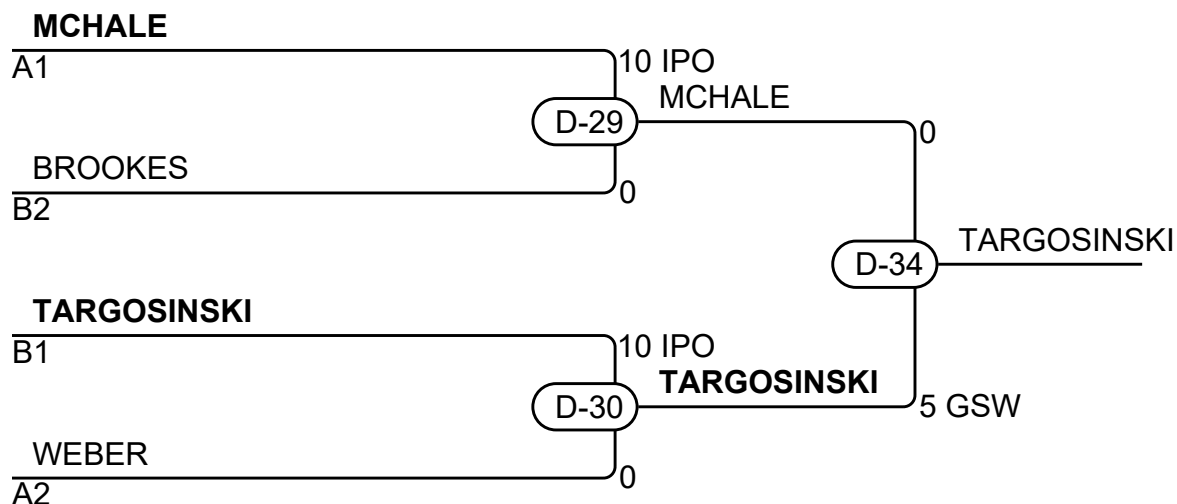 MCHALE
A1
10 IPO
MCHALE
D-29
0
BROOKES
B2
0
TARGOSINSKI
D-34
TARGOSINSKI
B1
10 IPO
TARGOSINSKI
D-30
5 GSW
WEBER
A2
0